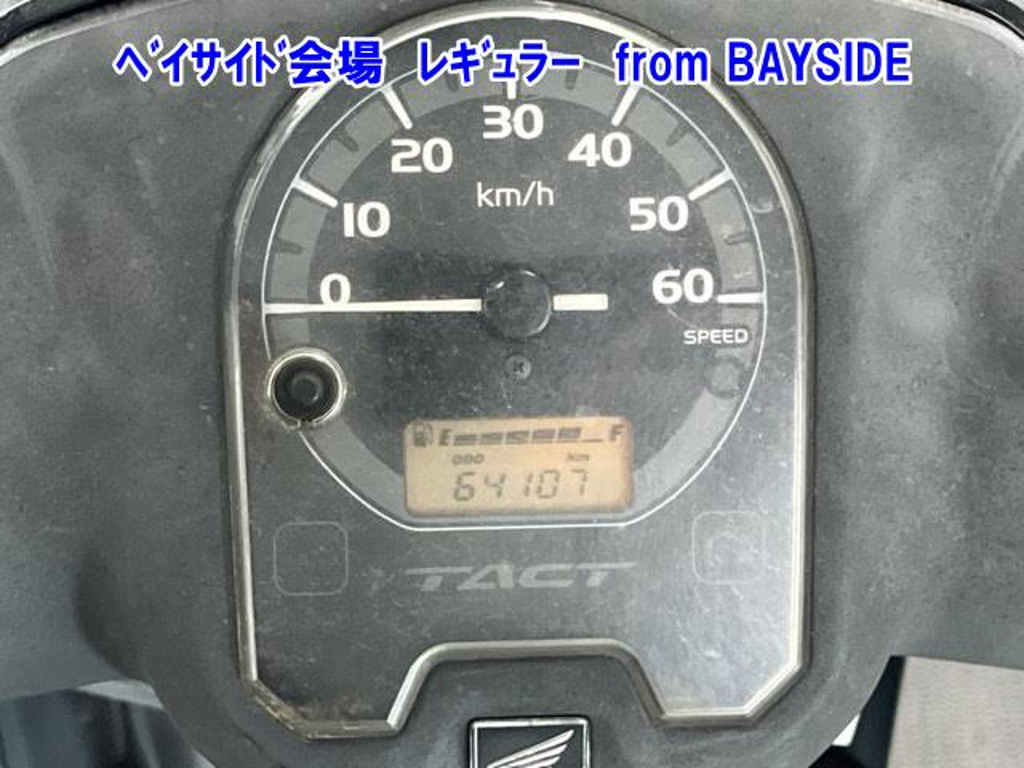 ﾍﾞｲｻｲﾄﾞ会場　ﾚｷﾞｭﾗｰ　from BAYSIDE
30
20
40
km/h
10
50
0
60
SPEED
E F
ODO km
64107
TACT